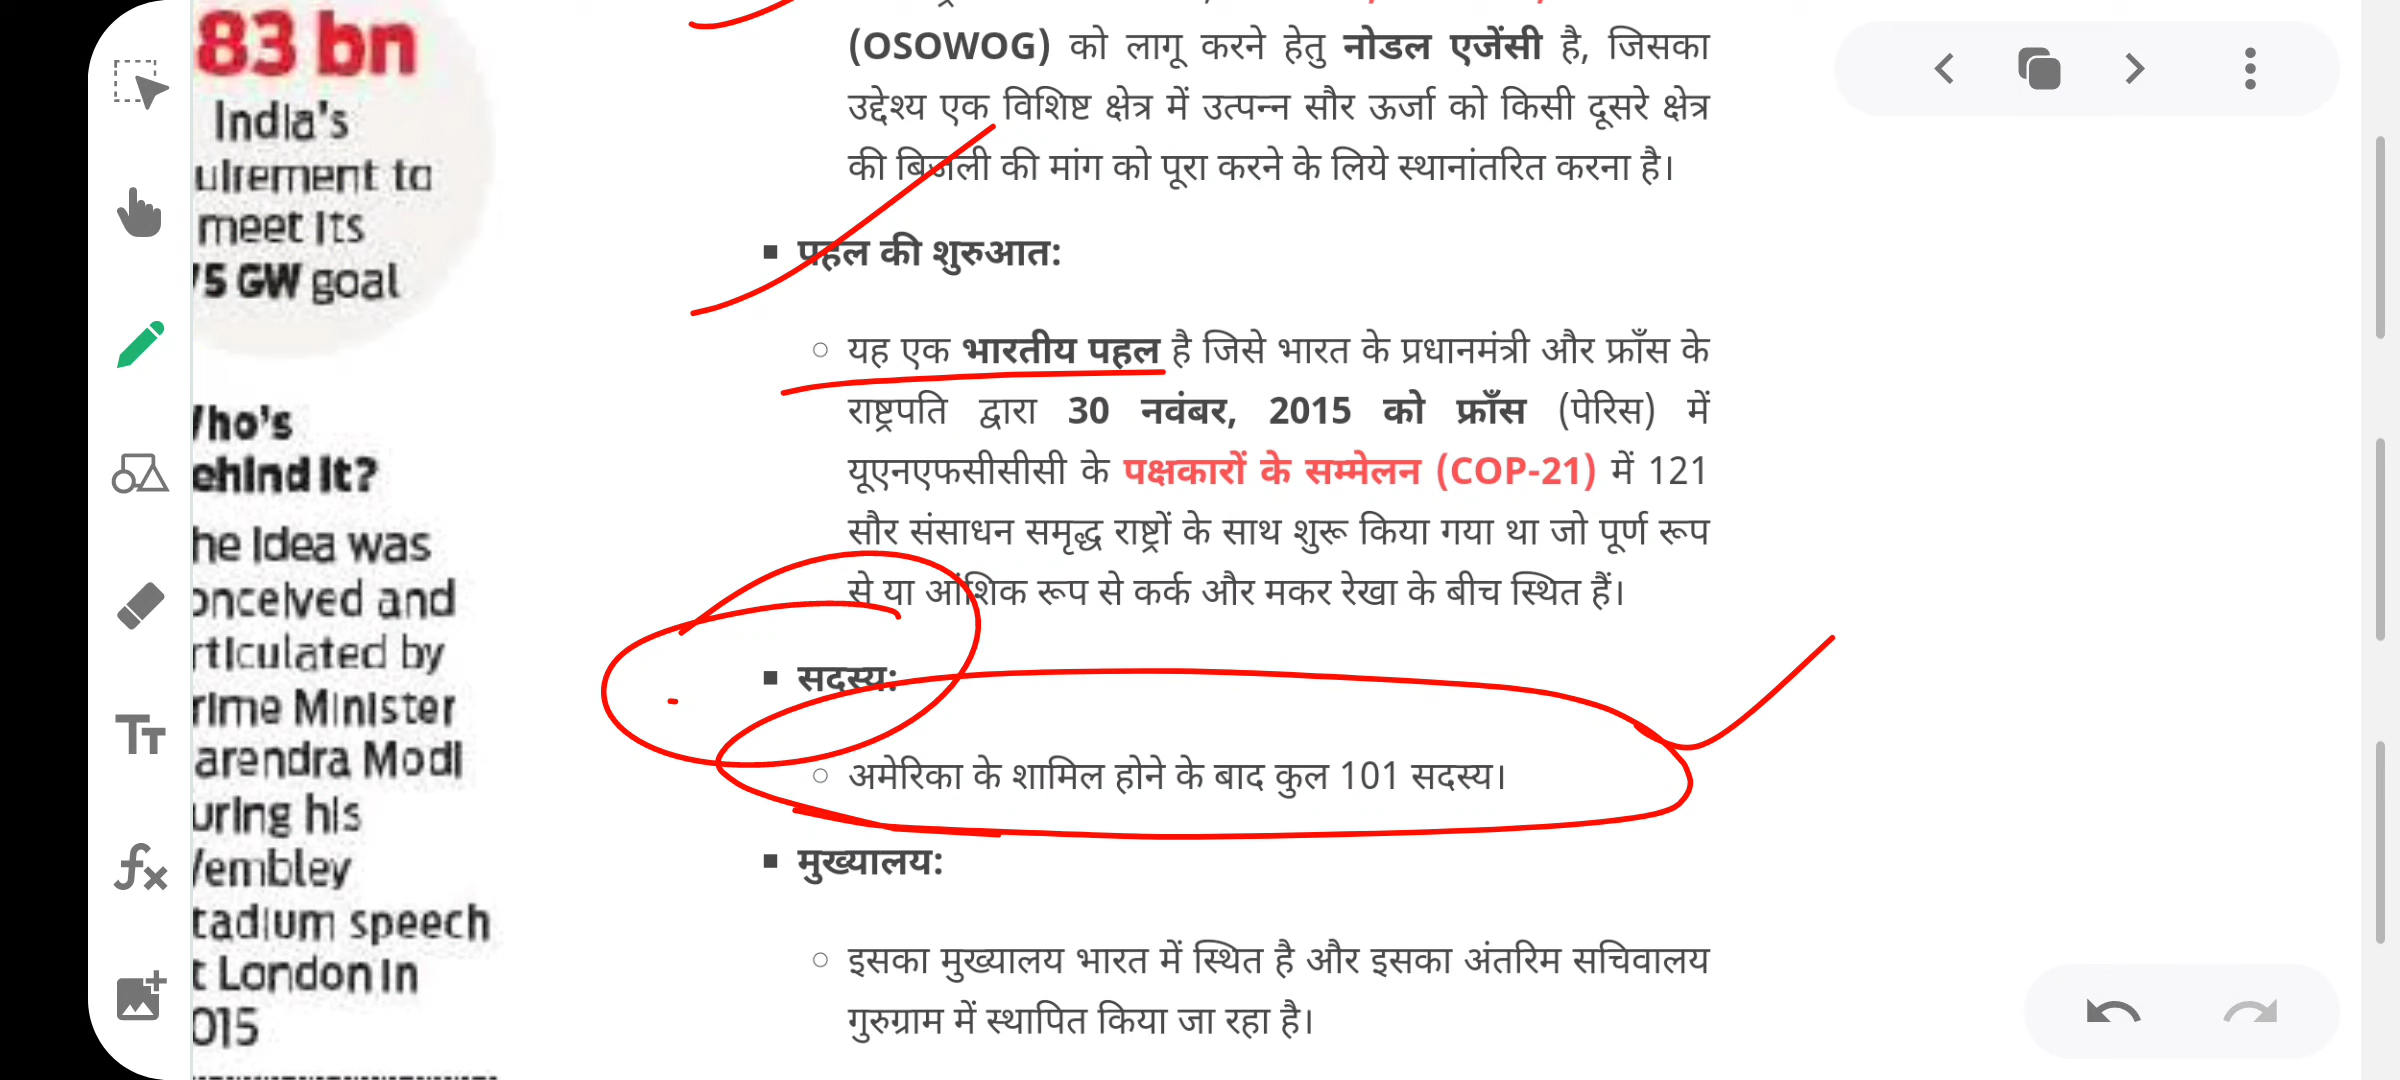 83 bn
India's
uirement to
meet its
75 GW goal
Who's
ehind it?
he idea was
onceived and
rticulated by
rime Minister
arendra Modi
uring his
Wembley
tadium speech
t London in
015
(OSOWOG) को लागू करने हेतु नोडल एजेंसी है, जिसका
उद्देश्य एक विशिष्ट क्षेत्र में उत्पन्न सौर ऊर्जा को किसी दूसरे क्षेत्र
की बिजली की मांग को पूरा करने के लिये स्थानांतरित करना है।
पहल की शुरुआत:
यह एक भारतीय पहल है जिसे भारत के प्रधानमंत्री और फ्राँस के
राष्ट्रपति द्वारा 30 नवंबर, 2015 को फ्राँस (पेरिस) में
यूएनएफसीसीसी के पक्षकारों के सम्मेलन (COP-21) में 121
सौर संसाधन समृद्ध राष्ट्रों के साथ शुरू किया गया था जो पूर्ण रूप
से या आंशिक रूप से कर्क और मकर रेखा के बीच स्थित हैं।
सदस्य:
अमेरिका के शामिल होने के बाद कुल 101 सदस्य।
मुख्यालय:
इसका मुख्यालय भारत में स्थित है और इसका अंतरिम सचिवालय
गुरुग्राम में स्थापित किया जा रहा है।